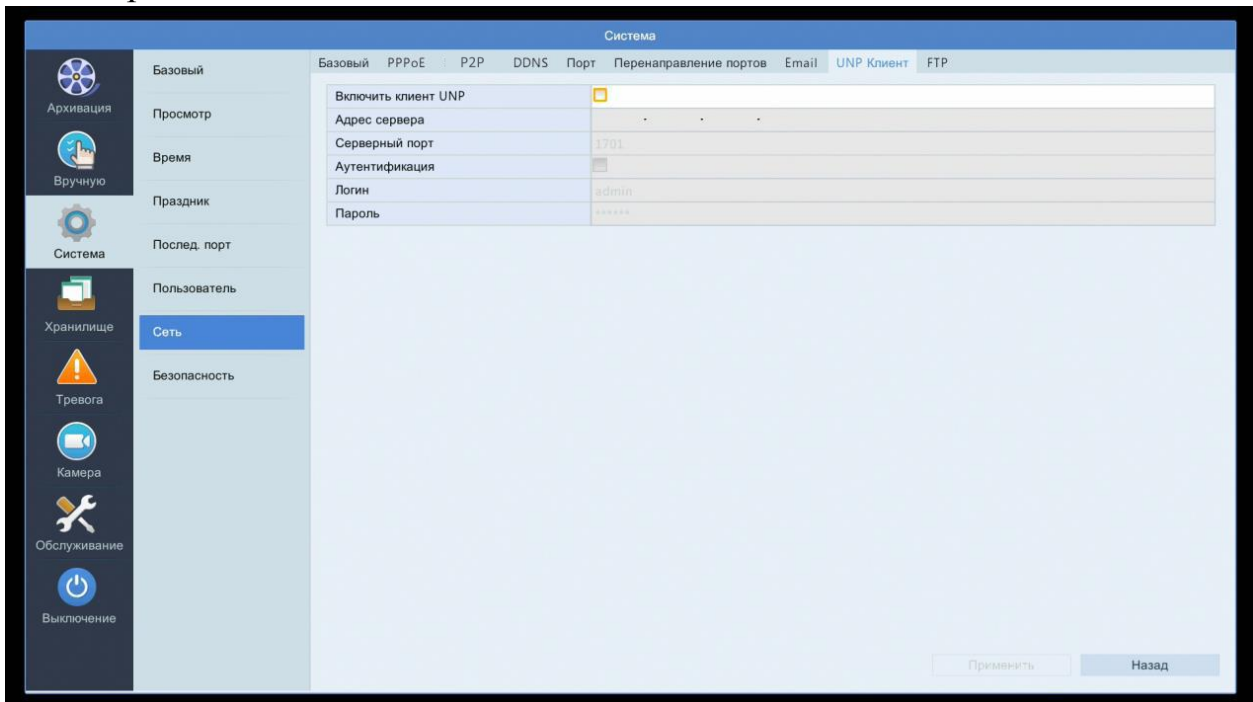 Система
Архивация
Вручную
Система
Хранилище
Тревога
Камера
Обслуживание
Выключение
Базовый
Просмотр
Время
Праздник
Послед. порт
Пользователь
Сеть
Безопасность
Базовый PPPoE P2P DDNS Порт Перенаправление портов Email UNP Клиент FTP
Включить клиент UNP
Адрес сервера . . .
Серверный порт 1701
Аутентификация
Логин admin
Пароль ******
Применить Назад